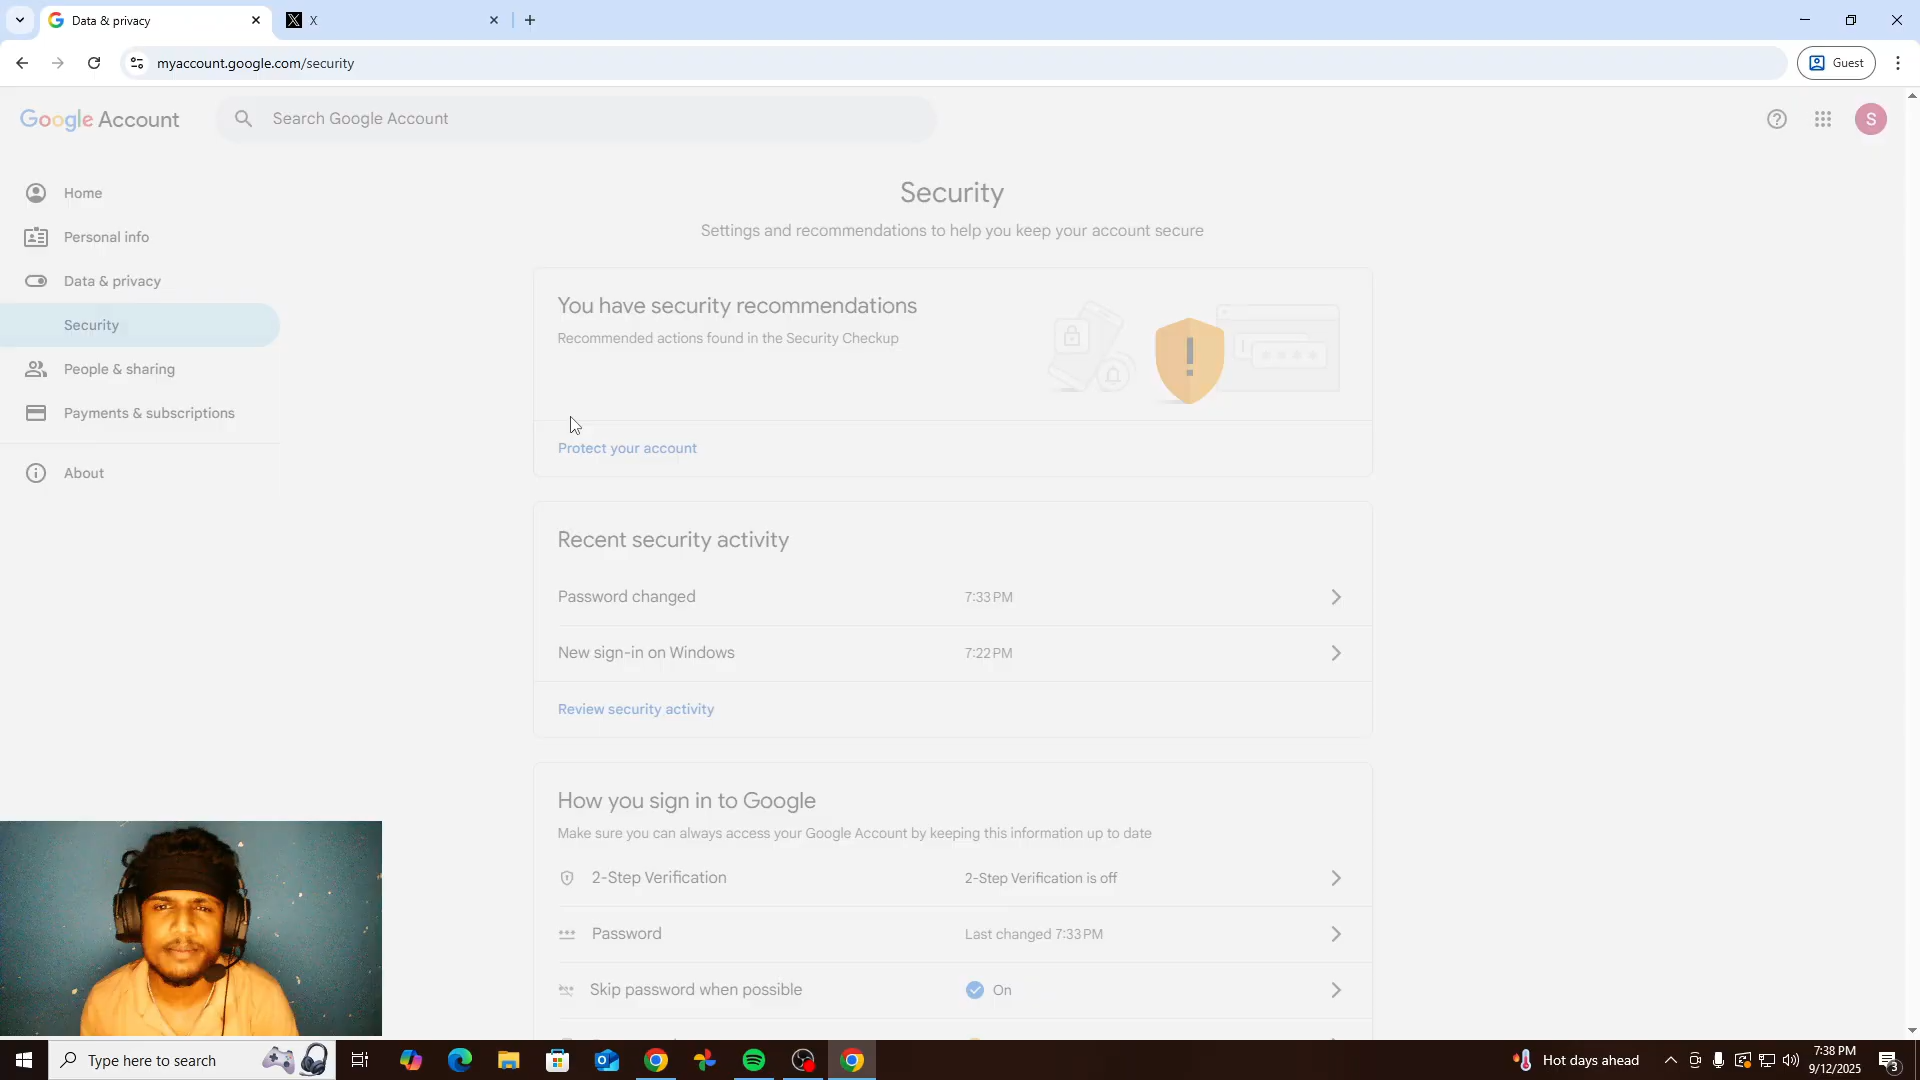 Data & privacy
X
myaccount.google.com/security
Guest
Google Account
Search Google Account
S
Home
Personal info
Data & privacy
Security
People & sharing
Payments & subscriptions
About
Security
Settings and recommendations to help you keep your account secure
You have security recommendations
Recommended actions found in the Security Checkup
Protect your account
Recent security activity
Password changed 7:33 PM
New sign-in on Windows 7:22 PM
Review security activity
How you sign in to Google
Make sure you can always access your Google Account by keeping this information up to date
2-Step Verification 2-Step Verification is off
Password Last changed 7:33 PM
Skip password when possible On
Type here to search
Hot days ahead
7:38 PM
9/12/2025
3